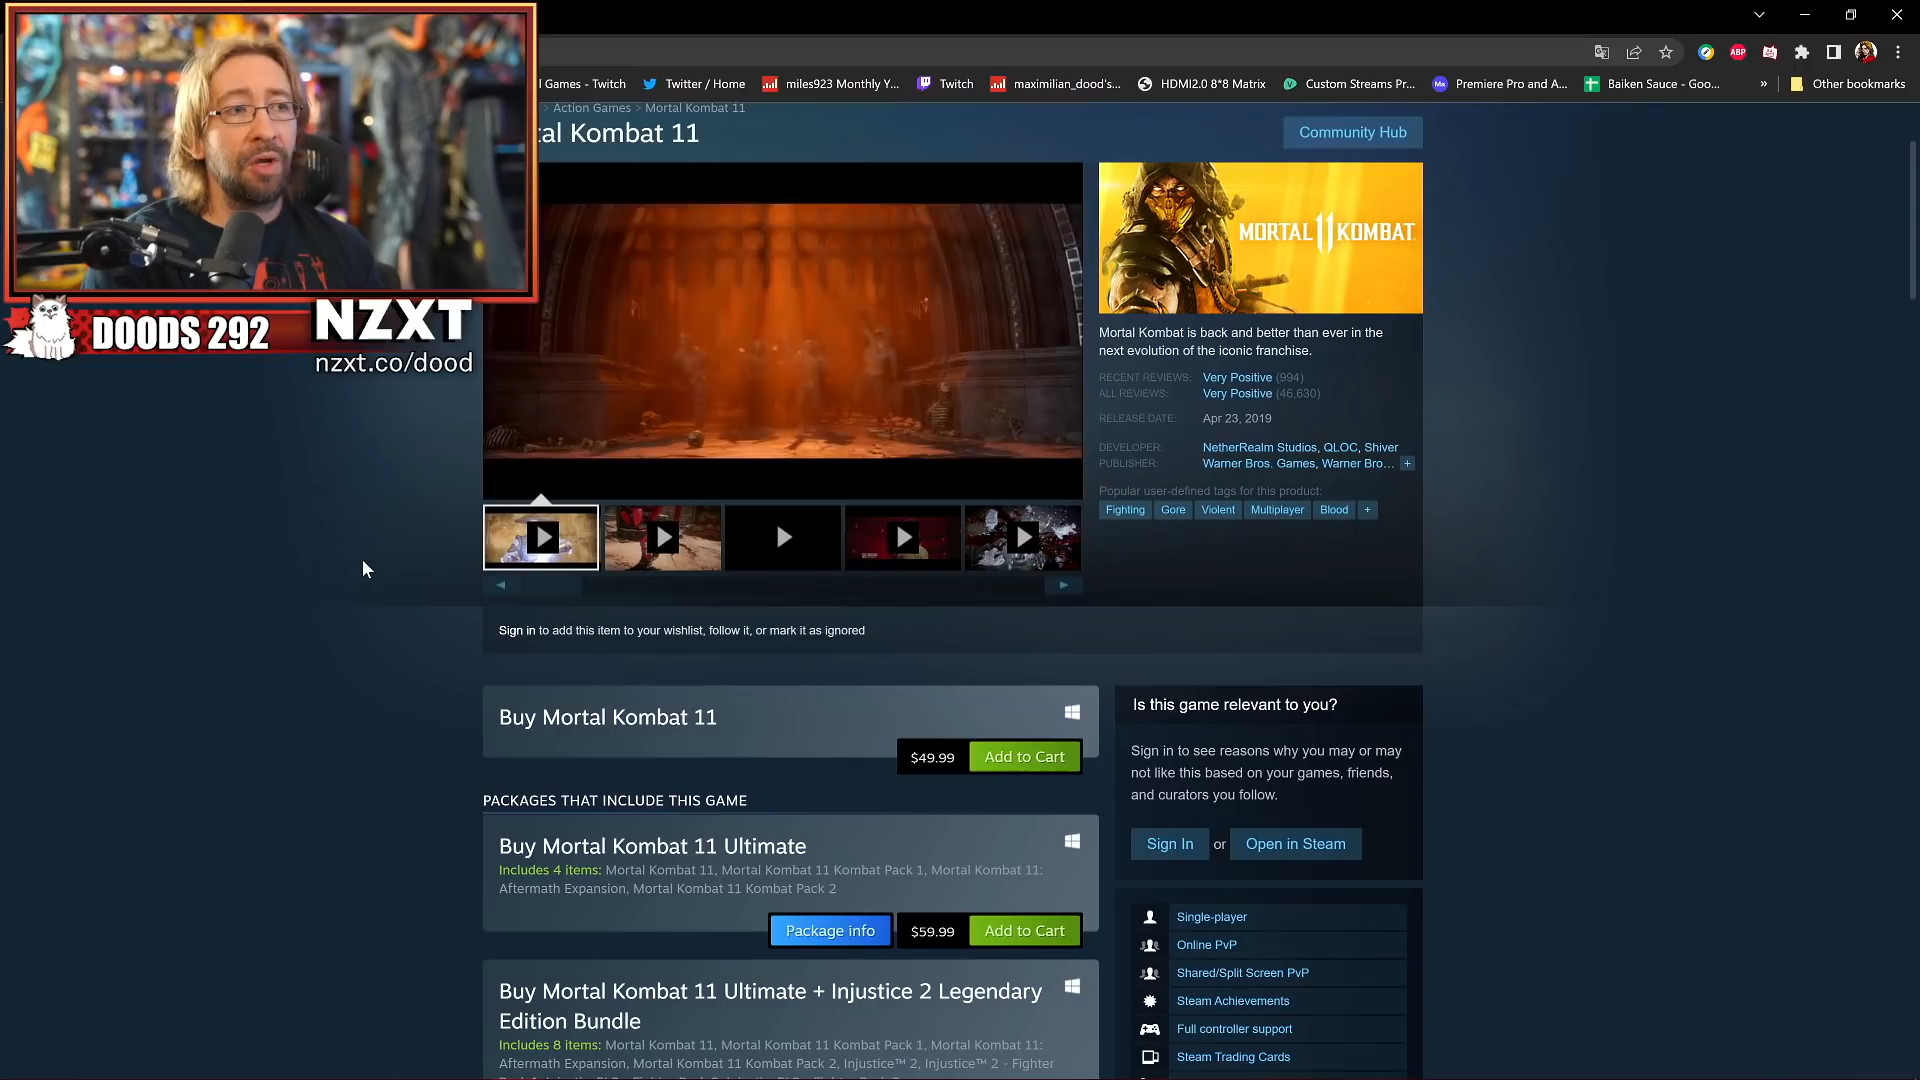 ABP
l Games - Twitch
Twitter / Home
miles923 Monthly Y...
Twitch
maximilian_dood's...
HDMI2.0 8*8 Matrix
Custom Streams Pr...
Premiere Pro and A...
Baiken Sauce - Goo...
»
Other bookmarks
> Action Games > Mortal Kombat 11
tal Kombat 11
Community Hub
MORTAL 11 KOMBAT
DOODS 292
NZXT
nzxt.co/dood
Mortal Kombat is back and better than ever in the
next evolution of the iconic franchise.
RECENT REVIEWS: Very Positive (994)
ALL REVIEWS: Very Positive (46,630)
RELEASE DATE: Apr 23, 2019
DEVELOPER: NetherRealm Studios, QLOC, Shiver
PUBLISHER: Warner Bros. Games, Warner Bro... +
Popular user-defined tags for this product:
Fighting Gore Violent Multiplayer Blood +
Sign in to add this item to your wishlist, follow it, or mark it as ignored
Buy Mortal Kombat 11
$49.99 Add to Cart
PACKAGES THAT INCLUDE THIS GAME
Buy Mortal Kombat 11 Ultimate
Includes 4 items: Mortal Kombat 11, Mortal Kombat 11 Kombat Pack 1, Mortal Kombat 11:
Aftermath Expansion, Mortal Kombat 11 Kombat Pack 2
Package info $59.99 Add to Cart
Buy Mortal Kombat 11 Ultimate + Injustice 2 Legendary
Edition Bundle
Includes 8 items: Mortal Kombat 11, Mortal Kombat 11 Kombat Pack 1, Mortal Kombat 11:
Aftermath Expansion, Mortal Kombat 11 Kombat Pack 2, Injustice™ 2, Injustice™ 2 - Fighter
Is this game relevant to you?
Sign in to see reasons why you may or may
not like this based on your games, friends,
and curators you follow.
Sign In or Open in Steam
Single-player
Online PvP
Shared/Split Screen PvP
Steam Achievements
Full controller support
Steam Trading Cards